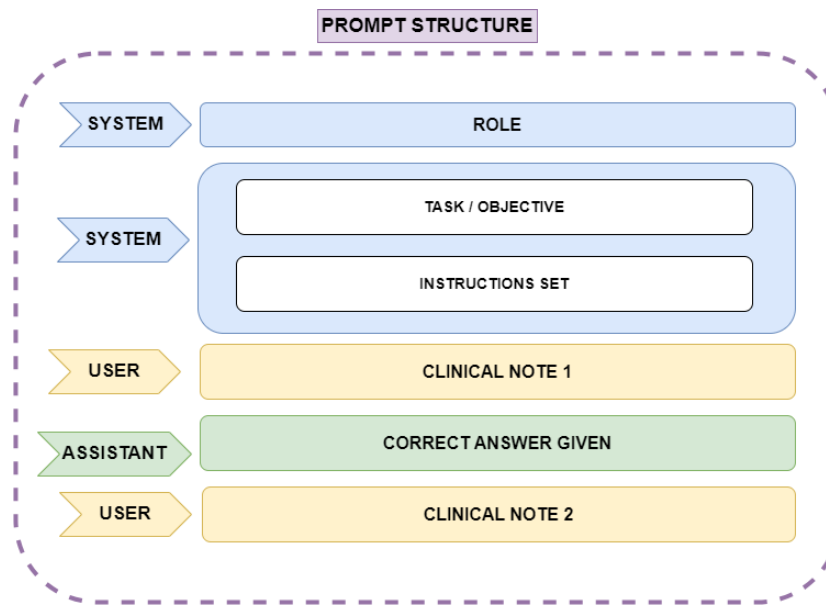 PROMPT STRUCTURE
SYSTEM
ROLE
SYSTEM
TASK / OBJECTIVE
INSTRUCTIONS SET
USER
CLINICAL NOTE 1
ASSISTANT
CORRECT ANSWER GIVEN
USER
CLINICAL NOTE 2